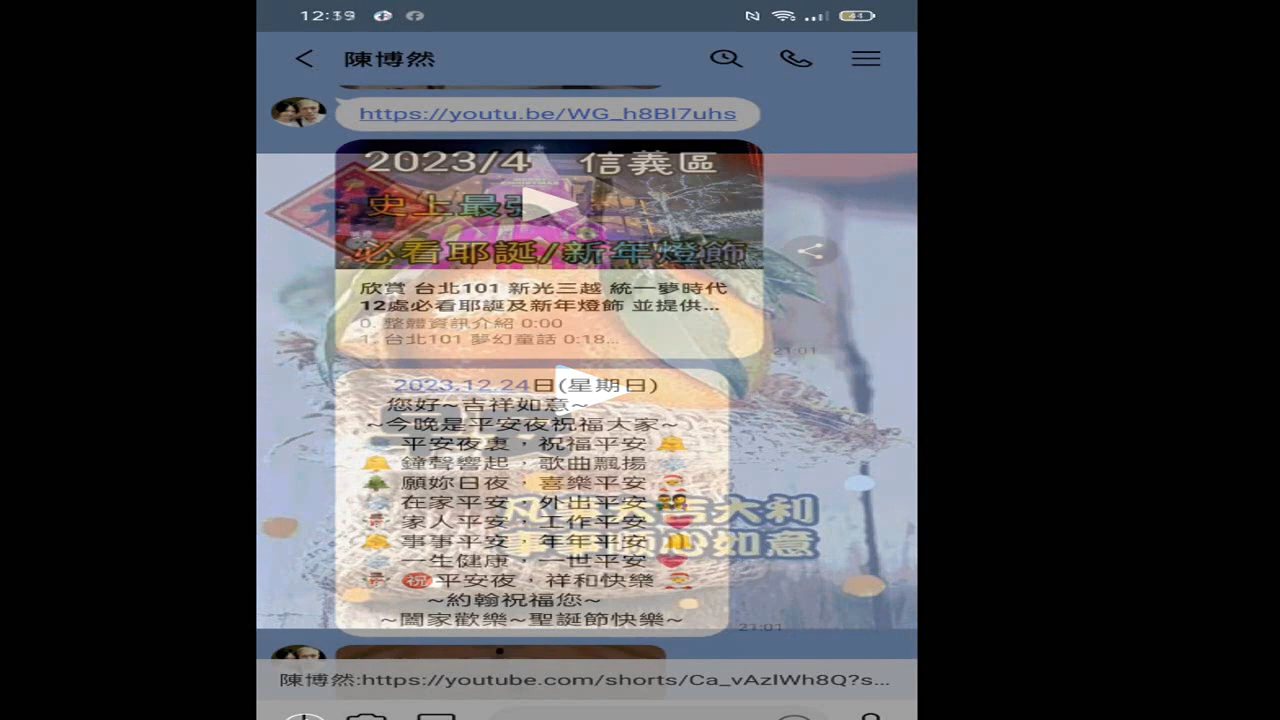 12:39
44
陳博然
https://youtu.be/WG_h8Bl7uhs
2023/4 信義區
史上最強
必看耶誕/新年燈飾
欣賞 台北101 新光三越 統一夢時代
12處必看耶誕及新年燈飾 並提供...
0. 整體資訊介紹 0:00
1. 台北101 夢幻童話 0:18...
21:01
2023.12.24日(星期日)
您好~吉祥如意~
~今晚是平安夜祝福大家~
平安夜裏，祝福平安
鐘聲響起，歌曲飄揚
願妳日夜，喜樂平安
在家平安，外出平安
家人平安，工作平安
事事平安，年年平安
一生健康，一世平安
祝平安夜，祥和快樂
~約翰祝福您~
~闔家歡樂~聖誕節快樂~
21:01
大吉大利
心如意
陳博然:https://youtube.com/shorts/Ca_vAzlWh8Q?s...